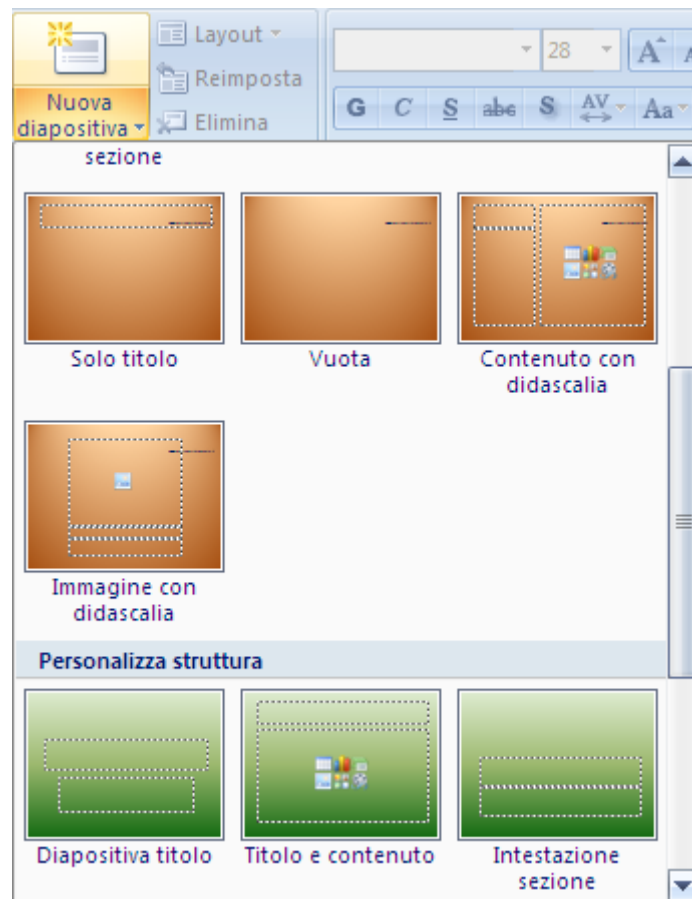 Layout
28
A
Reimposta
Nuova
diapositiva
Elimina
G C S abc S AV Aa
sezione
Solo titolo
Vuota
Contenuto con
didascalia
Immagine con
didascalia
Personalizza struttura
Diapositiva titolo
Titolo e contenuto
Intestazione
sezione